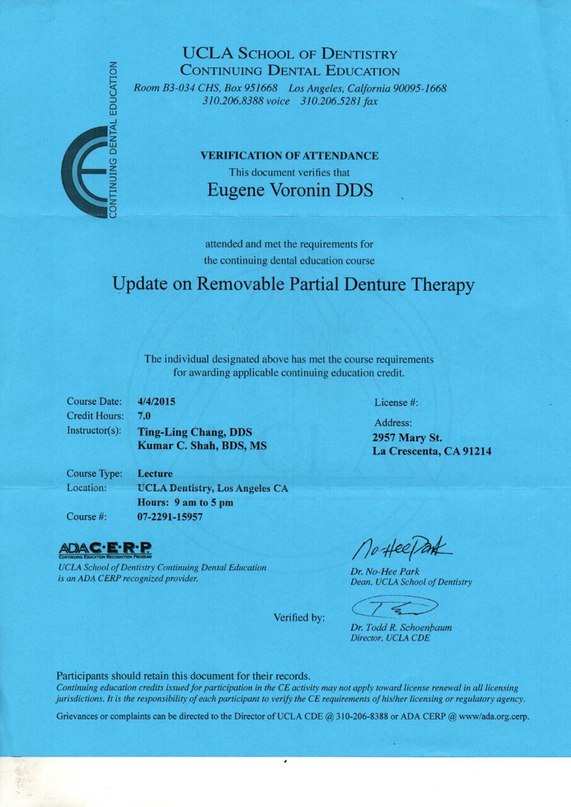 UCLA School of Dentistry
Continuing Dental Education
Room B3-034 CHS, Box 951668 Los Angeles, Calfornia 90095-1668
310.206.8388 voice 310.206.5281 fax
CONTINUING DENTAL EDUCATION
VERIFICATION OF ATTENDANCE
This document verifies that
Eugene Voronin DDS
attended and met the requirements for
the continuing dental education course
Update on Removable Partial Denture Therapy
The individual designated above has met the course requirements
for awarding applicable continuing education credit.
Course Date: 4/4/2015
Credit Hours: 7.0
Instructor(s): Ting-Ling Chang, DDS
Kumar C. Shah, BDS, MS
License #:
Address:
2957 Mary St.
La Crescenta, CA 91214
Course Type: Lecture
Location: UCLA Dentistry, Los Angeles CA
Hours: 9 am to 5 pm
Course #: 07-2291-15957
ADA C·E·R·P
CONTINUING EDUCATION RECOGNITION PROGRAM
UCLA School of Dentistry Continuing Dental Education
is an ADA CERP recognized provider.
No-Hee Park
Dr. No-Hee Park
Dean, UCLA School of Dentistry
Verified by:
Dr. Todd R. Schoenbaum
Director, UCLA CDE
Participants should retain this document for their records.
Continuing education credits issued for participation in the CE activity may not apply toward license renewal in all licensing
jurisdictions. It is the responsibility of each participant to verify the CE requirements of his/her licensing or regulatory agency.
Grievances or complaints can be directed to the Director of UCLA CDE @ 310-206-8388 or ADA CERP @ www/ada.org.cerp.